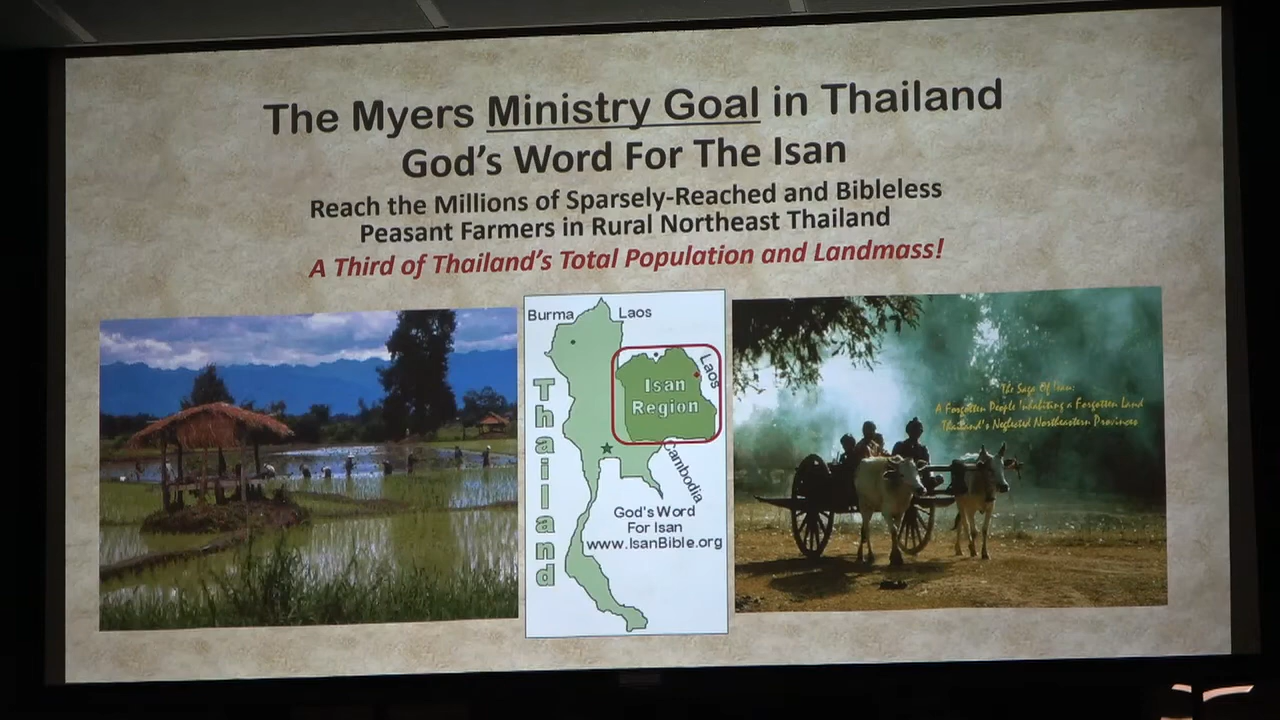 The Myers Ministry Goal in Thailand
God's Word For The Isan
Reach the Millions of Sparsely-Reached and Bibleless
Peasant Farmers in Rural Northeast Thailand
A Third of Thailand's Total Population and Landmass!
Burma
Laos
Thailand
Isan
Region
Laos
Cambodia
God's Word
For Isan
www.IsanBible.org
The Saga Of Isan:
A Forgotten People Inhabiting a Forgotten Land
Thailand's Neglected Northeastern Provinces